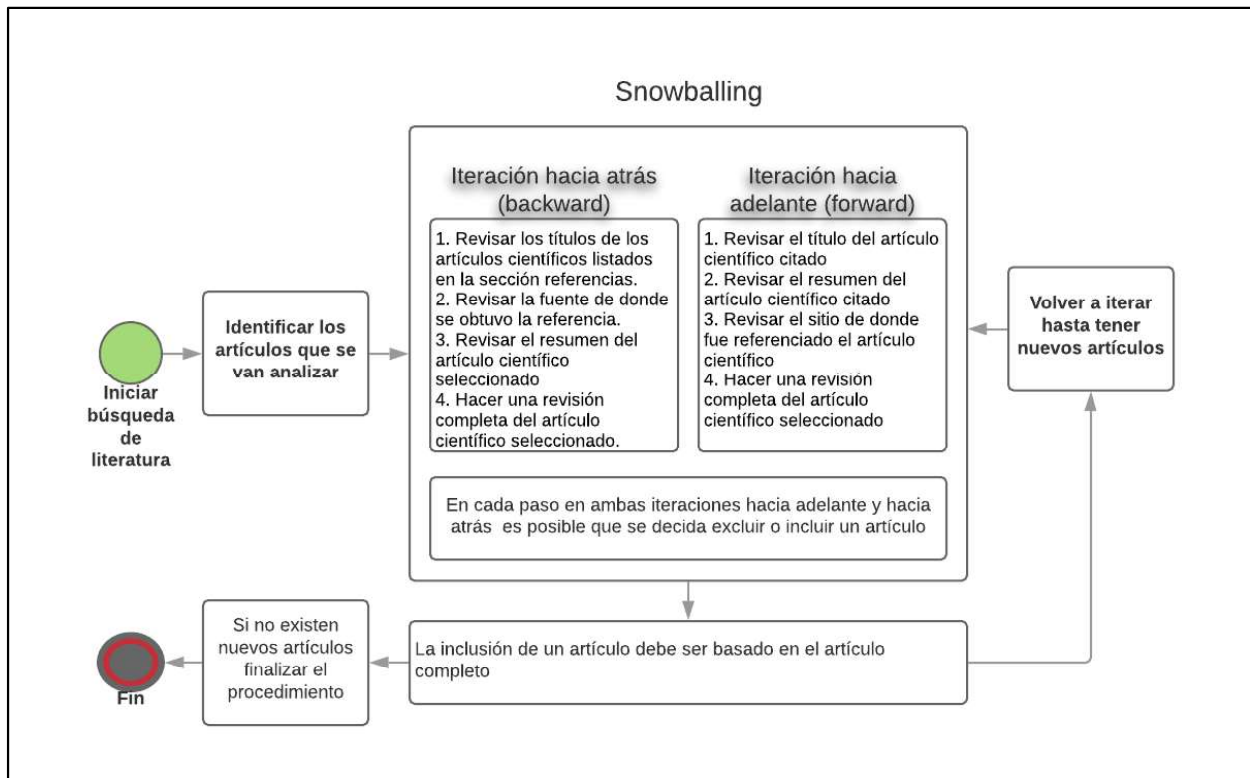 Snowballing
Iniciar
búsqueda
de
literatura
Identificar los
artículos que se
van analizar
Iteración hacia atrás
(backward)
1. Revisar los títulos de los
artículos científicos listados
en la sección referencias.
2. Revisar la fuente de donde
se obtuvo la referencia.
3. Revisar el resumen del
artículo científico
seleccionado
4. Hacer una revisión
completa del artículo
científico seleccionado.
Iteración hacia
adelante (forward)
1. Revisar el título del artículo
científico citado
2. Revisar el resumen del
artículo científico citado
3. Revisar el sitio de donde
fue referenciado el artículo
científico
4. Hacer una revisión
completa del artículo
científico seleccionado
En cada paso en ambas iteraciones hacia adelante y hacia
atrás es posible que se decida excluir o incluir un artículo
Volver a iterar
hasta tener
nuevos artículos
La inclusión de un artículo debe ser basado en el artículo
completo
Si no existen
nuevos artículos
finalizar el
procedimiento
Fin